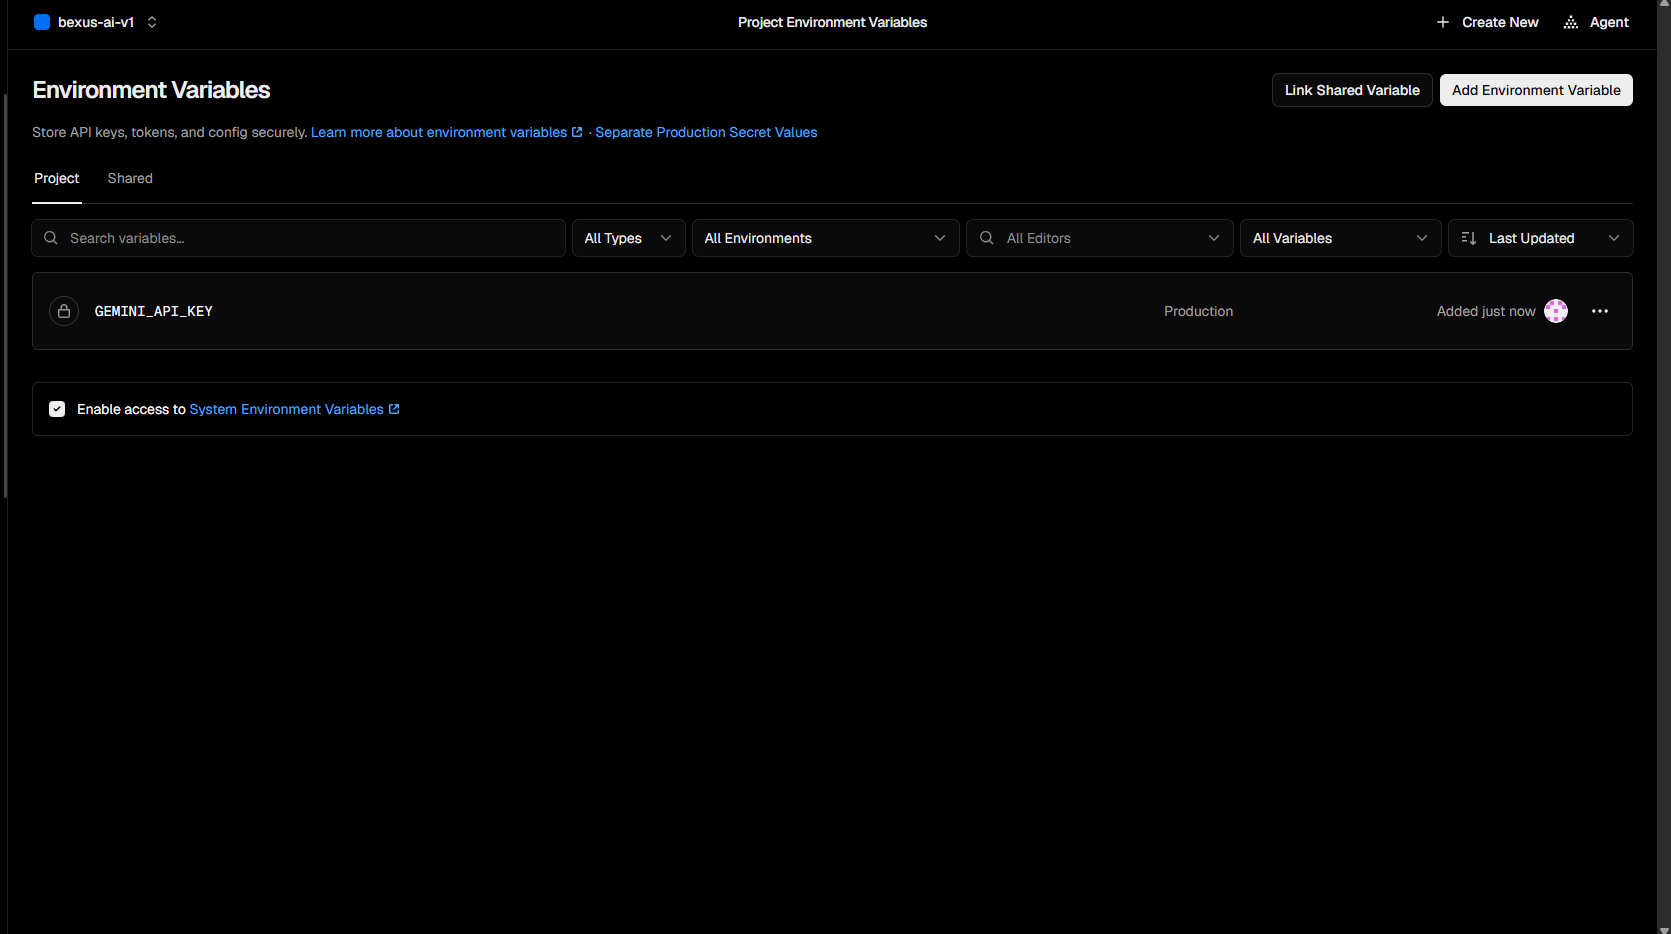 bexus-ai-v1
Project Environment Variables
Create New
Agent
Environment Variables
Link Shared Variable
Add Environment Variable
Store API keys, tokens, and config securely. Learn more about environment variables · Separate Production Secret Values
Project
Shared
Search variables...
All Types
All Environments
All Editors
All Variables
Last Updated
GEMINI_API_KEY
Production
Added just now
Enable access to System Environment Variables